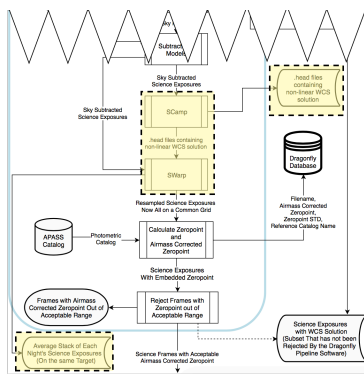 Sky
Subtract
Models
Sky Subtracted
Science Exposures
Sky Subtracted
Science Exposures
SCamp
.head files
containing
non-linear WCS
solution
.head files containing
non-linear WCS solution
SWarp
Dragonfly
Database
Resampled Science Exposures
Now All on a Common Grid
Filename,
Airmass Corrected
Zeropoint,
Zeropoint STD,
Reference Catalog Name
APASS
Catalog
Photometric
Catalog
Calculate Zeropoint
and
Airmass Corrected
Zeropoint
Science Exposures
With Embedded Zeropoint
Frames with Airmass
Corrected Zeropoint Out of
Acceptable Range
Reject Frames with
Zeropoint out of
Acceptable Range
Average Stack of Each
Night's Science Exposures
(On the same Target)
Science Frames with Acceptable
Airmass Corrected Zeropoint
Science Exposures
with WCS Solution
(Subset That has not been
Rejected By the Dragonfly
Pipeline Software)